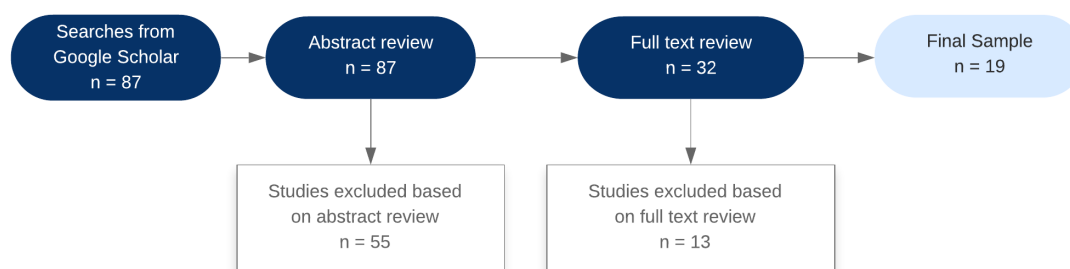 Searches from
Google Scholar
n = 87
Abstract review
n = 87
Full text review
n = 32
Final Sample
n = 19
Studies excluded based
on abstract review
n = 55
Studies excluded based
on full text review
n = 13